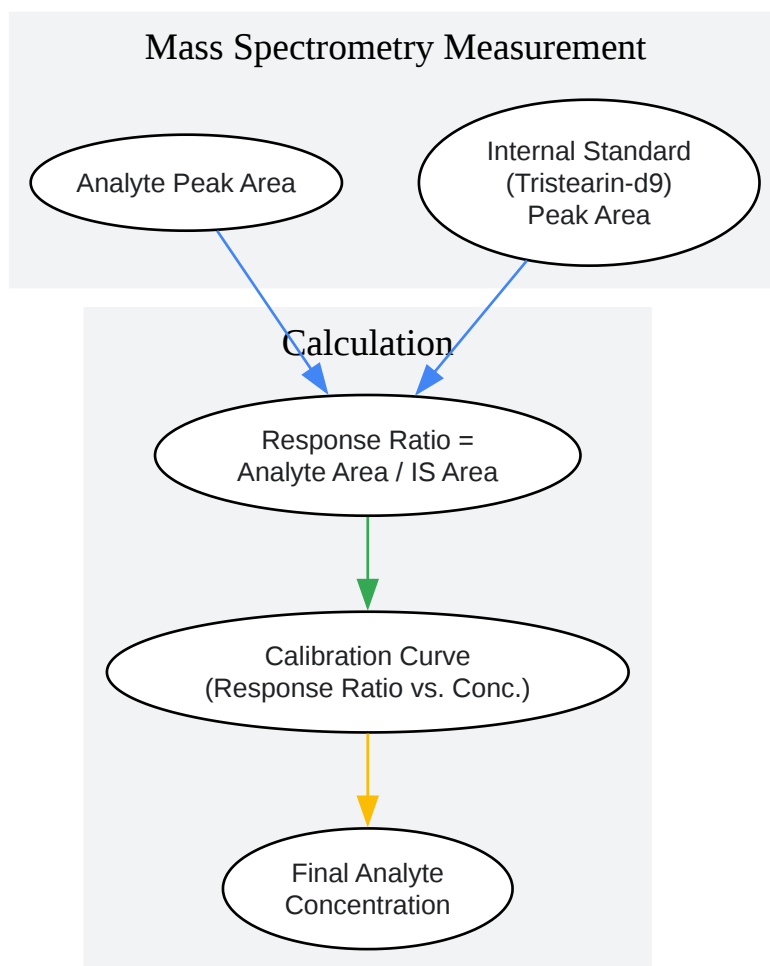 Mass Spectrometry Measurement
Analyte Peak Area
Internal Standard
(Tristearin-d9)
Peak Area
Calculation
Response Ratio =
Analyte Area / IS Area
Calibration Curve
(Response Ratio vs. Conc.)
Final Analyte
Concentration